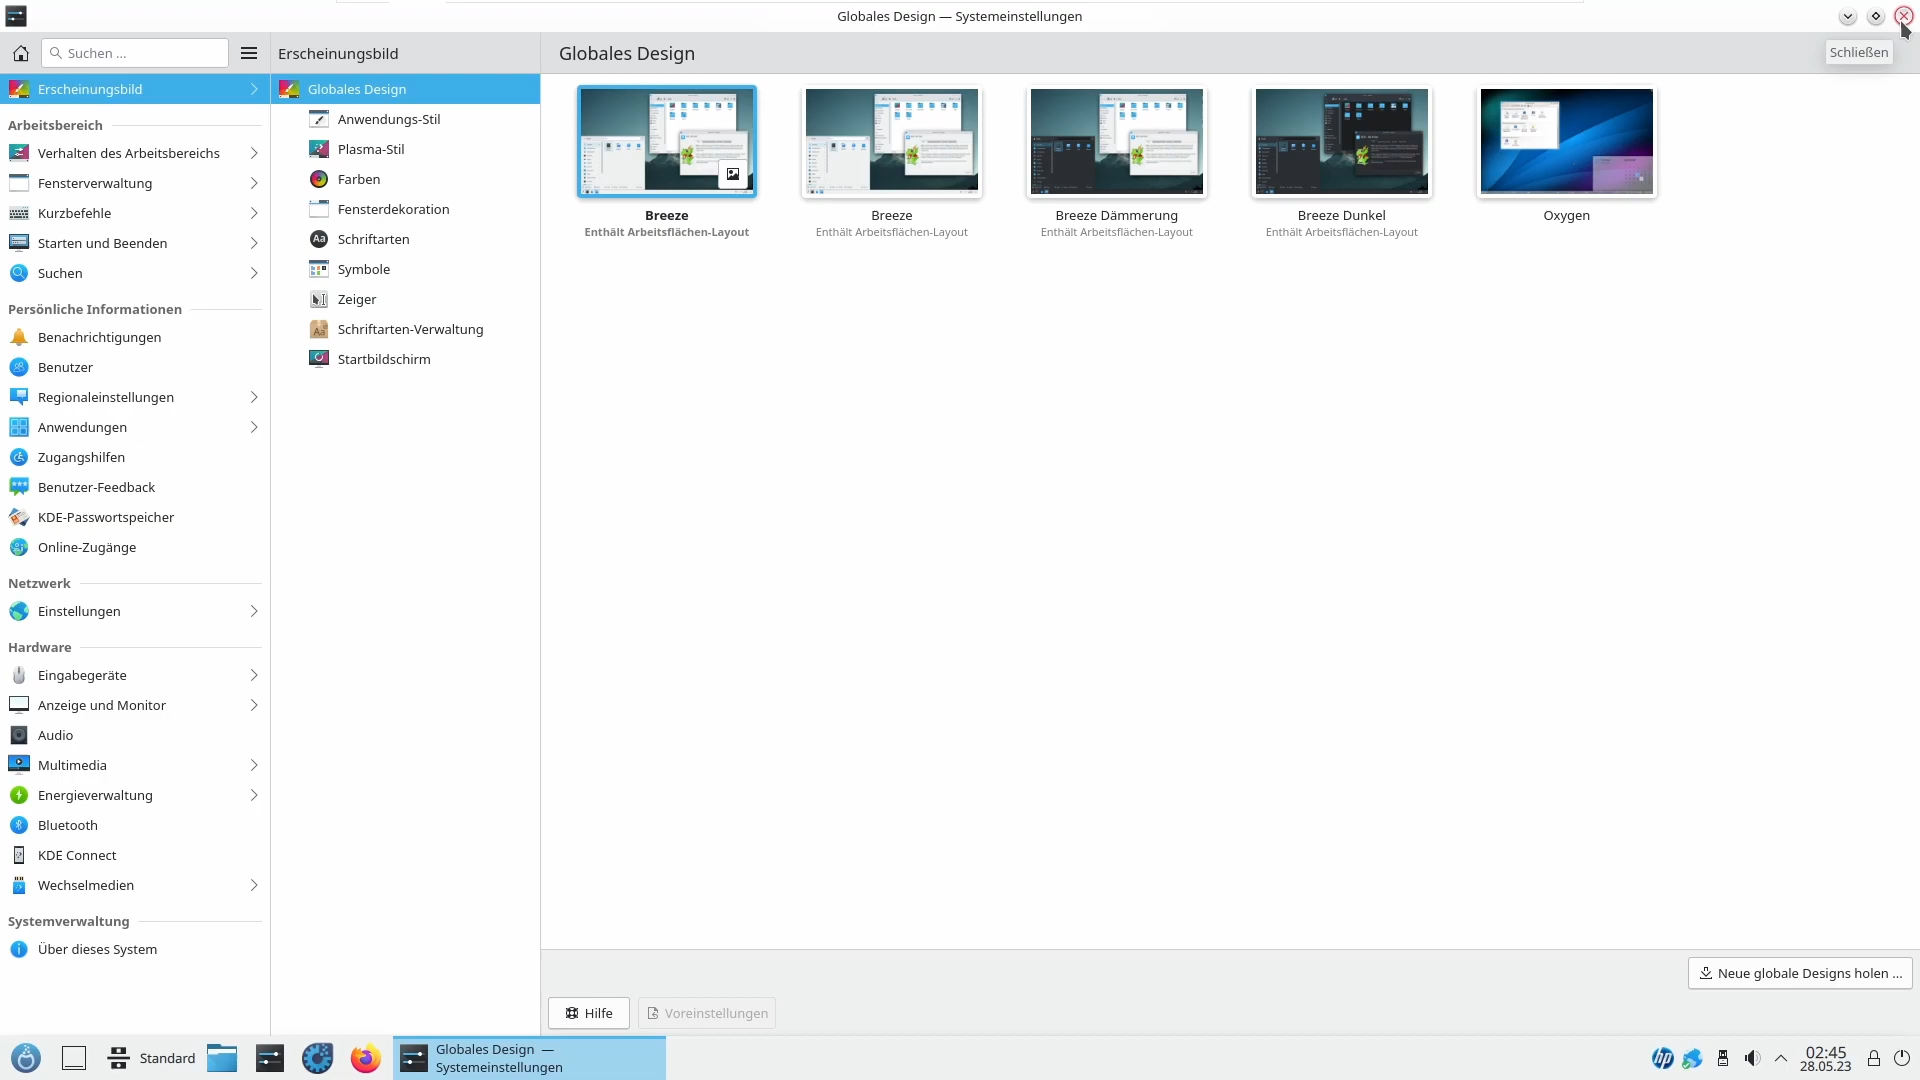 Globales Design — Systemeinstellungen
Suchen ...
Erscheinungsbild
Globales Design
Schließen
Erscheinungsbild
Arbeitsbereich
Verhalten des Arbeitsbereichs
Fensterverwaltung
Kurzbefehle
Starten und Beenden
Suchen
Persönliche Informationen
Benachrichtigungen
Benutzer
Regionaleinstellungen
Anwendungen
Zugangshilfen
Benutzer-Feedback
KDE-Passwortspeicher
Online-Zugänge
Netzwerk
Einstellungen
Hardware
Eingabegeräte
Anzeige und Monitor
Audio
Multimedia
Energieverwaltung
Bluetooth
KDE Connect
Wechselmedien
Systemverwaltung
Über dieses System
Globales Design
Anwendungs-Stil
Plasma-Stil
Farben
Fensterdekoration
Aa Schriftarten
Symbole
Zeiger
Aa Schriftarten-Verwaltung
Startbildschirm
Breeze
Enthält Arbeitsflächen-Layout
Breeze
Enthält Arbeitsflächen-Layout
Breeze Dämmerung
Enthält Arbeitsflächen-Layout
Breeze Dunkel
Enthält Arbeitsflächen-Layout
Oxygen
Neue globale Designs holen ...
Hilfe
Voreinstellungen
Standard
Globales Design —
Systemeinstellungen
hp
02:45
28.05.23